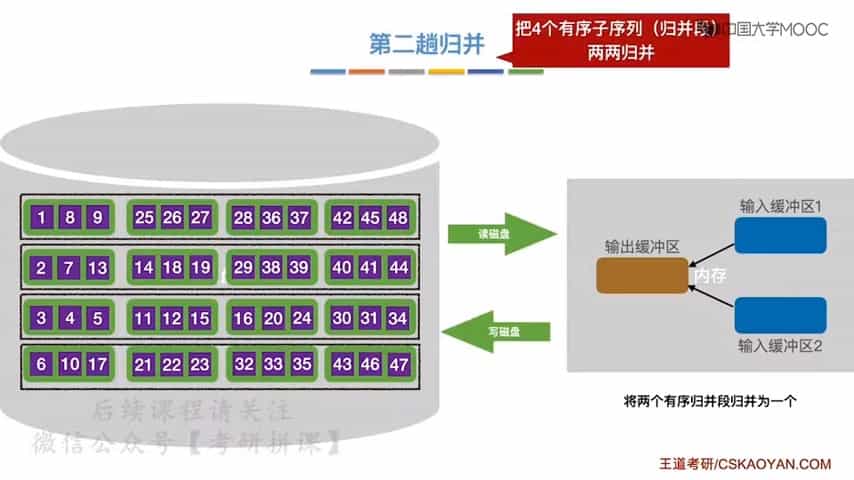 第二趟归并
把4个有序子序列（归并段）
两两归并
中国大学MOOC
1 8 9 25 26 27 28 36 37 42 45 48
2 7 13 14 18 19 29 38 39 40 41 44
3 4 5 11 12 15 16 20 24 30 31 34
6 10 17 21 22 23 32 33 35 43 46 47
读磁盘
写磁盘
输入缓冲区1
输出缓冲区
内存
输入缓冲区2
将两个有序归并段归并为一个
后续课程请关注
微信公众号【考研拼课】
王道考研/CSKAOYAN.COM